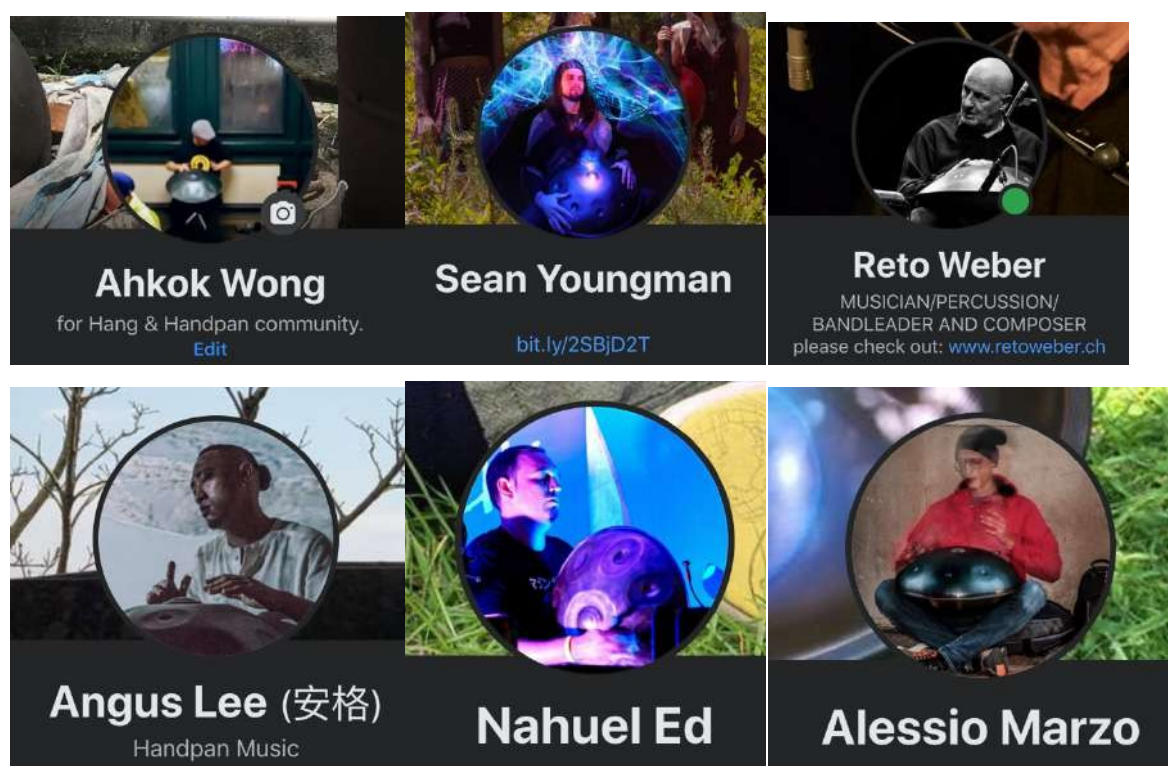 Ahkok Wong
for Hang & Handpan community.
Edit
Sean Youngman
bit.ly/2SBjD2T
Reto Weber
MUSICIAN/PERCUSSION/
BANDLEADER AND COMPOSER
please check out: www.retoweber.ch
Angus Lee (安格)
Handpan Music
Nahuel Ed
Alessio Marzo